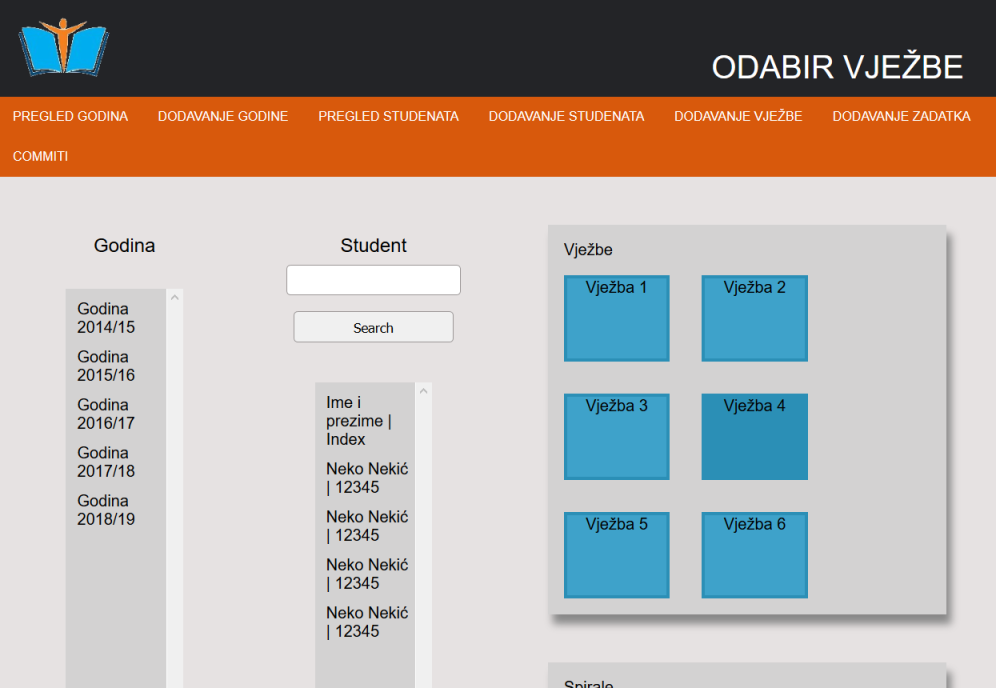 ODABIR VJEŽBE
PREGLED GODINA
DODAVANJE GODINE
PREGLED STUDENATA
DODAVANJE STUDENATA
DODAVANJE VJEŽBE
DODAVANJE ZADATKA
COMMITI
Godina
Godina
2014/15
Godina
2015/16
Godina
2016/17
Godina
2017/18
Godina
2018/19
Student
Search
Ime i
prezime |
Index
Neko Nekić
| 12345
Neko Nekić
| 12345
Neko Nekić
| 12345
Neko Nekić
| 12345
Vježbe
Vježba 1
Vježba 2
Vježba 3
Vježba 4
Vježba 5
Vježba 6
Spirale